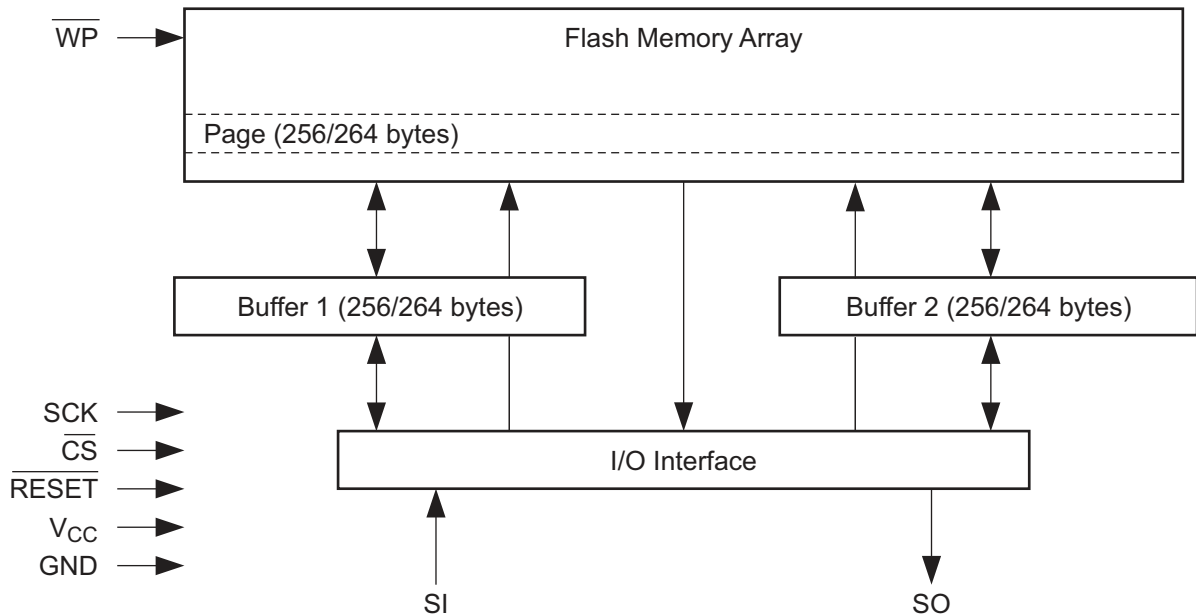 WP
Flash Memory Array
Page (256/264 bytes)
Buffer 1 (256/264 bytes)
Buffer 2 (256/264 bytes)
SCK
CS
RESET
VCC
GND
I/O Interface
SI
SO